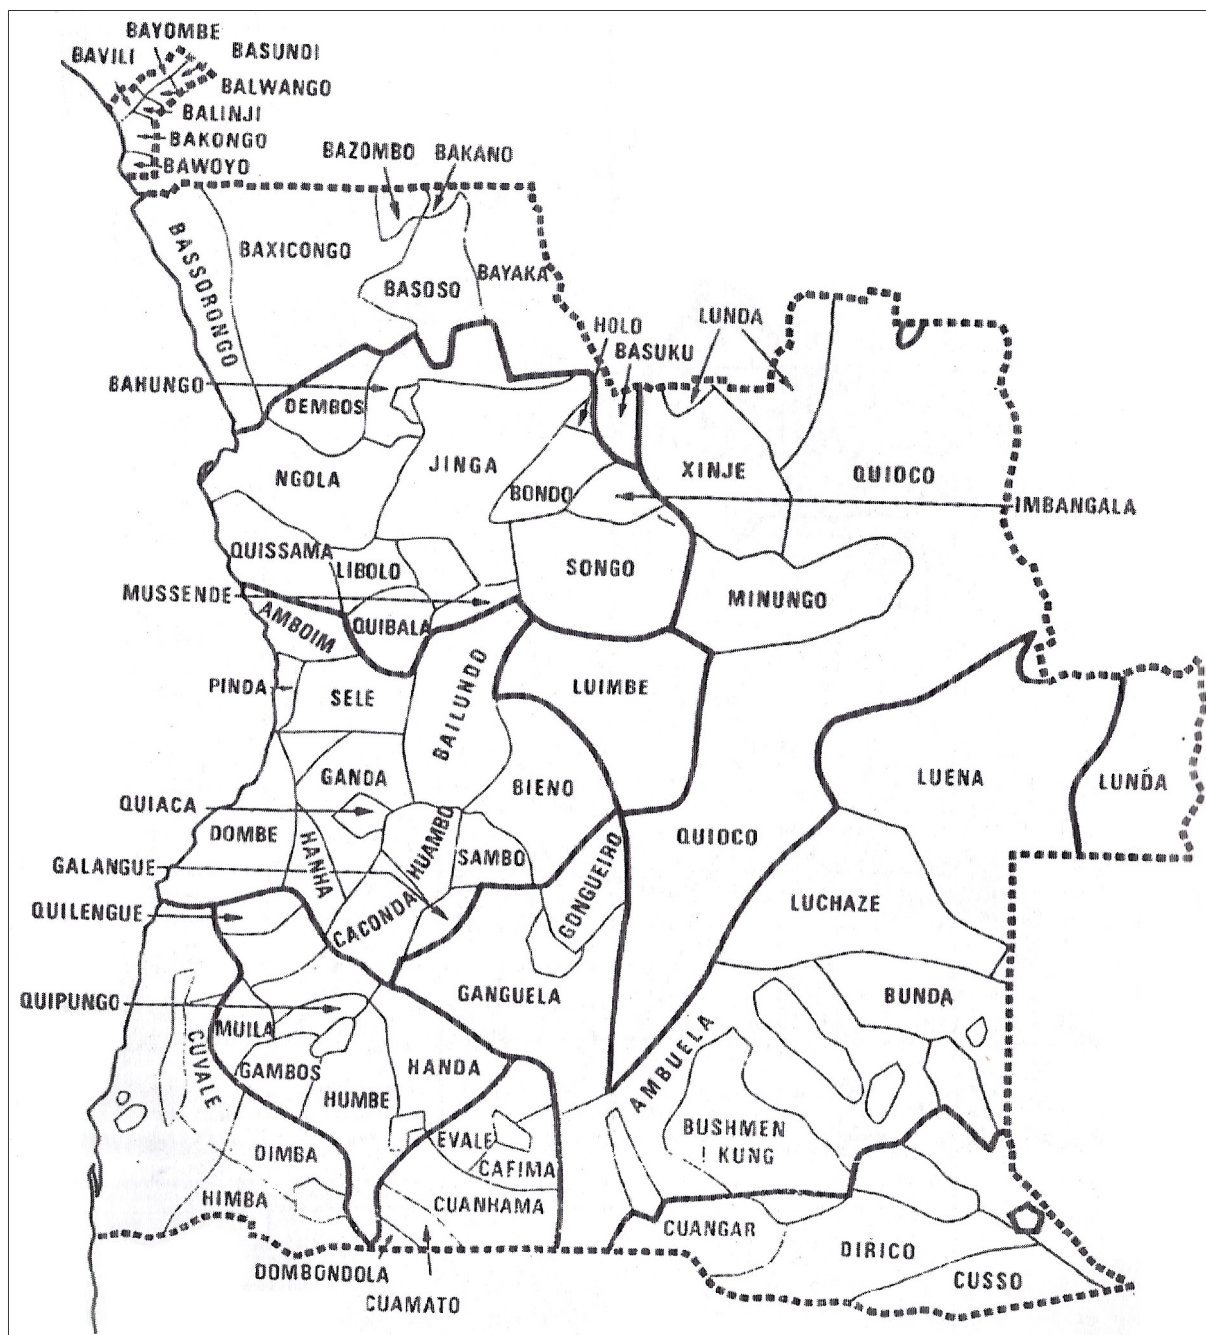 BAYOMBE
BAVILI
BASUNDI
BALWANGO
BALINJI
BAKONGO
BAWOYO
BAZOMBO
BAKANO
BASSORONGO
BAXICONGO
BASOSO
BAYAKA
HOLO
BASUKU
LUNDA
BAHUNGO
DEMBOS
NGOLA
JINGA
BONDO
XINJE
QUIOCO
IMBANGALA
QUISSAMA
LIBOLO
SONGO
MINUNGO
MUSSENDE
AMBOIM
QUIBALA
PINDA
SELE
BAILUNDO
LUIMBE
GANDA
BIENO
LUENA
LUNDA
QUIACA
DOMBE
HANHA
HUAMBO
SAMBO
GONGUEIRO
QUIOCO
GALANGUE
QUILENGUE
CACONDA
LUCHAZE
QUIPUNGO
GANGUELA
BUNDA
CUVALE
MUILA
GAMBOS
HUMBE
HANDA
AMBUELA
DIMBA
EVALE
CAFIMA
BUSHMEN
! KUNG
HIMBA
CUANHAMA
CUANGAR
DIRICO
CUSSO
DOMBONDOLA
CUAMATO